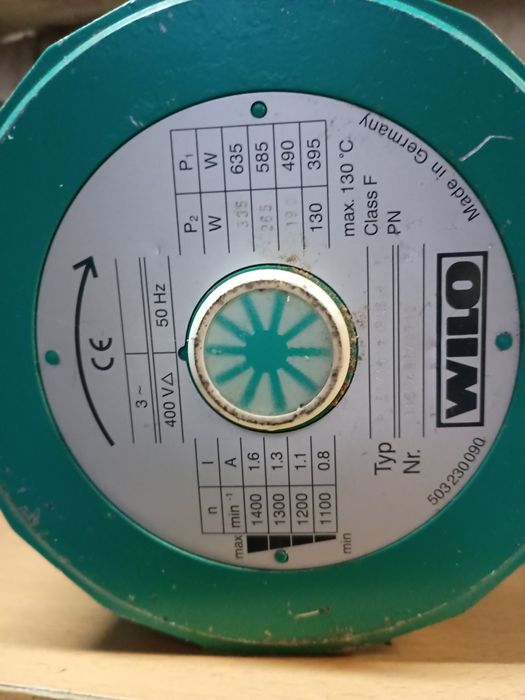 CE
3 ~
400 V△ 50 Hz
n I P₂ P₁
min⁻¹ A W W
max 1400 1.6 335 635
1300 1.3 265 585
1200 1.1 490
min 1100 0.8 130 395
max. 130 °C
Class F
Typ PN
Nr.
WILO
503230090 Made in Germany